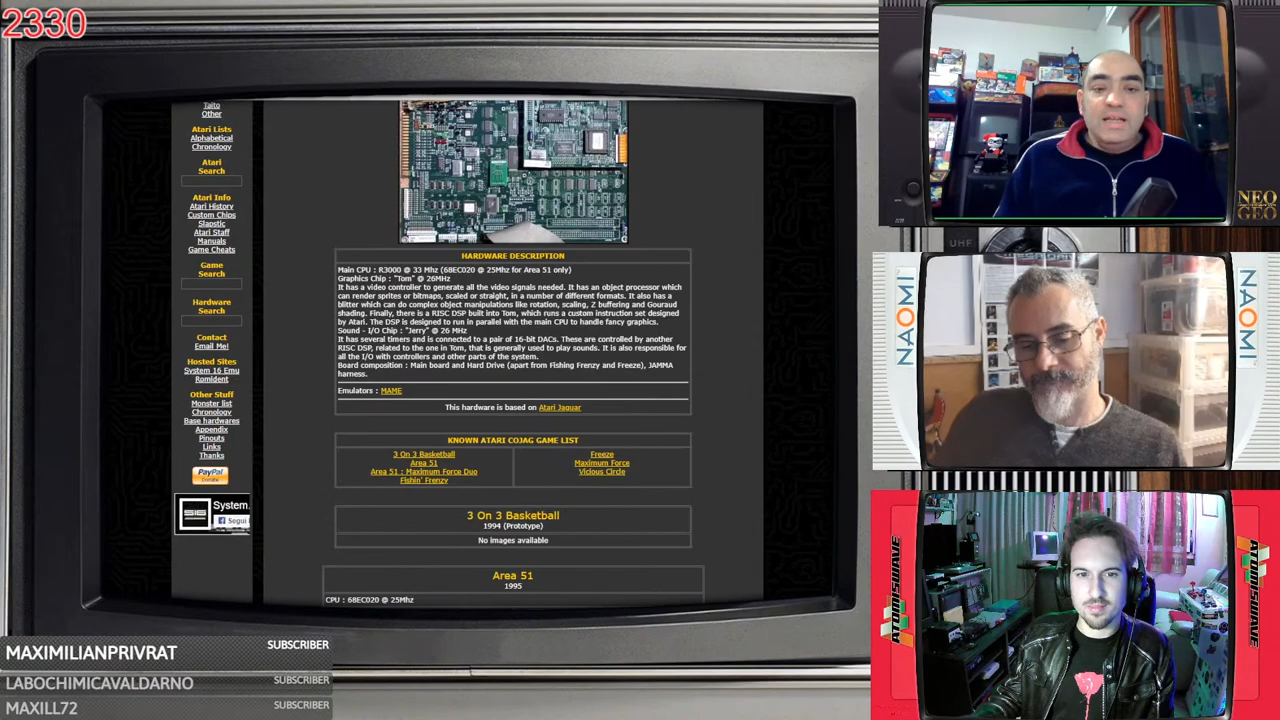 2330
Taito
Other
Atari Lists
Alphabetical
Chronology
Atari
Search
Atari Info
Atari History
Custom Chips
Slapstic
Atari Staff
Manuals
Game Cheats
Game
Search
Hardware
Search
Contact
Email Me!
Hosted Sites
System 16 Emu
Romident
Other Stuff
Monster list
Chronology
Base hardwares
Appendix
Pinouts
Links
Thanks
PayPal
Donate
S16
System.
Segui
HARDWARE DESCRIPTION
Main CPU : R3000 @ 33 Mhz (68EC020 @ 25Mhz for Area 51 only)
Graphics Chip : "Tom" @ 26MHz
It has a video controller to generate all the video signals needed. It has an object processor which
can render sprites or bitmaps, scaled or straight, in a number of different formats. It also has a
blitter which can do complex object manipulations like rotation, scaling, Z buffering and Gouraud
shading. Finally, there is a RISC DSP built into Tom, which runs a custom instruction set designed
by Atari. The DSP is designed to run in parallel with the main CPU to handle fancy graphics.
Sound - I/O Chip : "Jerry" @ 26 MHz
It has several timers and is connected to a pair of 16-bit DACs. These are controlled by another
RISC DSP, related to the one in Tom, that is generally used to play sounds. It is also responsible for
all the I/O with controllers and other parts of the system.
Board composition : Main board and Hard Drive (apart from Fishing Frenzy and Freeze), JAMMA
harness.
Emulators : MAME
This hardware is based on Atari Jaguar
KNOWN ATARI COJAG GAME LIST
3 On 3 Basketball
Area 51
Area 51 : Maximum Force Duo
Fishin' Frenzy
Freeze
Maximum Force
Vicious Circle
3 On 3 Basketball
1994 (Prototype)
No images available
Area 51
1995
CPU : 68EC020 @ 25Mhz
NEO
GEO
UHF
NAOMI
NAOMI
ATOMISWAVE
ATOMISWAVE
MAXIMILIANPRIVRAT SUBSCRIBER
LABOCHIMICAVALDARNO SUBSCRIBER
MAXILL72 SUBSCRIBER